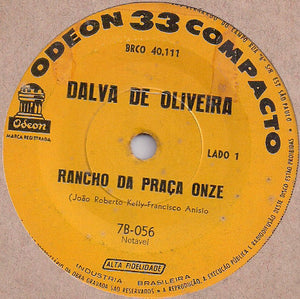 ODEON 33 COMPACTO
BRCO 40,111
DALVA DE OLIVEIRA
Odeon
MARCA REGISTRADA
LADO 1
RANCHO DA PRAÇA ONZE
(João Roberto Kelly-Francisco Anisio)
7B-056
Notável
ALTA FIDELIDADE
INDUSTRIA BRASILEIRA